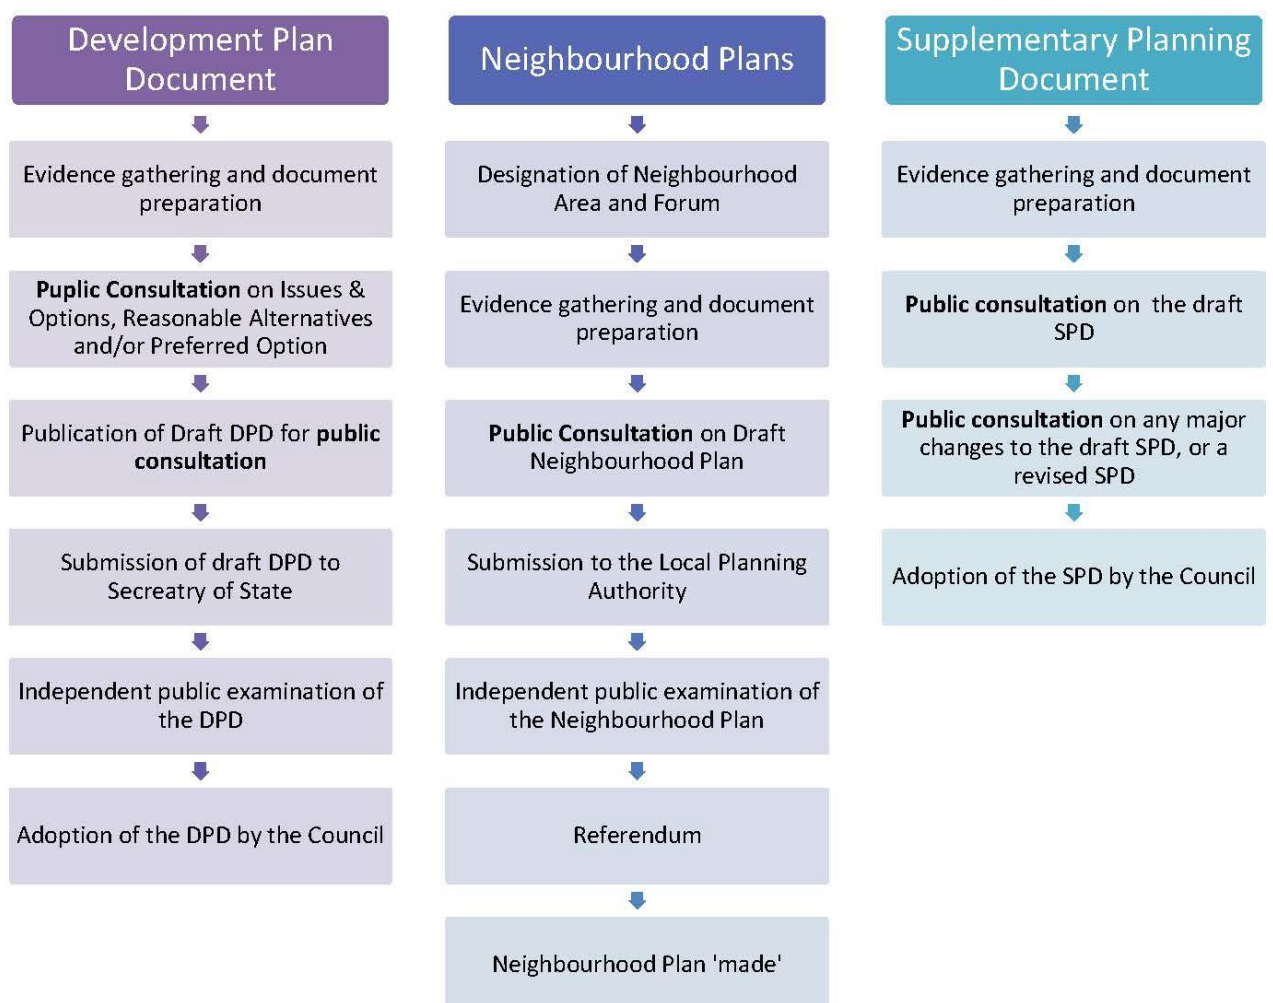 Development Plan
Document
Evidence gathering and document
preparation
Puplic Consultation on Issues &
Options, Reasonable Alternatives
and/or Preferred Option
Publication of Draft DPD for public
consultation
Submission of draft DPD to
Secreatry of State
Independent public examination of
the DPD
Adoption of the DPD by the Council
Neighbourhood Plans
Designation of Neighbourhood
Area and Forum
Evidence gathering and document
preparation
Public Consultation on Draft
Neighbourhood Plan
Submission to the Local Planning
Authority
Independent public examination of
the Neighbourhood Plan
Referendum
Neighbourhood Plan 'made'
Supplementary Planning
Document
Evidence gathering and document
preparation
Public consultation on the draft
SPD
Public consultation on any major
changes to the draft SPD, or a
revised SPD
Adoption of the SPD by the Council